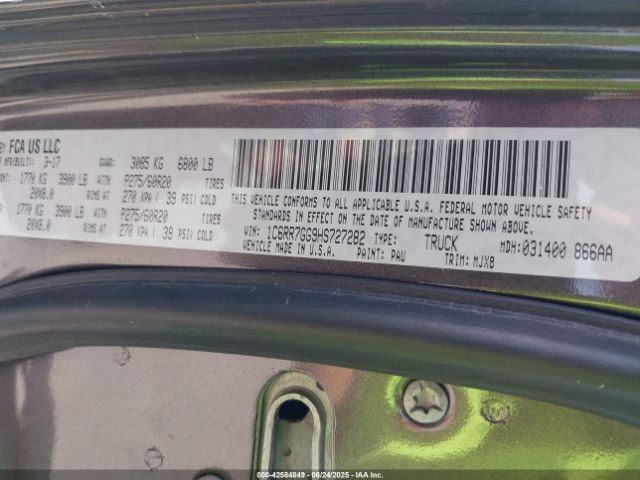 BY FCA US LLC
MFR(BUILT): 3-17 GVWR: 3085 KG 6800 LB
1770 KG 3900 LB WITH P275/60R20 TIRES
20X8.0 RIMS AT 270 KPA ( 39 PSI) COLD
1770 KG 3900 LB WITH P275/60R20 TIRES
20X8.0 RIMS AT 270 KPA ( 39 PSI) COLD
THIS VEHICLE CONFORMS TO ALL APPLICABLE U.S.A. FEDERAL MOTOR VEHICLE SAFETY
STANDARDS IN EFFECT ON THE DATE OF MANUFACTURE SHOWN ABOVE.
VIN: 1C6RR7GG9HS727282 TYPE: TRUCK MDH: 031400 866AA
VEHICLE MADE IN U.S.A. PAINT: PAU TRIM: MJX8
000-42584849 - 06/24/2025 - IAA Inc.